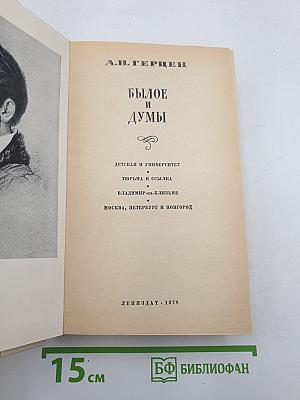 А.И.ГЕРЦЕН
БЫЛОЕ
И
ДУМЫ
ДЕТСКАЯ И УНИВЕРСИТЕТ
•
ТЮРЬМА И ССЫЛКА
•
ВЛАДИМИР-на-КЛЯЗЬМЕ
•
МОСКВА, ПЕТЕРБУРГ И НОВГОРОД
ЛЕНИЗДАТ · 1978
15 см
БФ БИБЛИОФАН